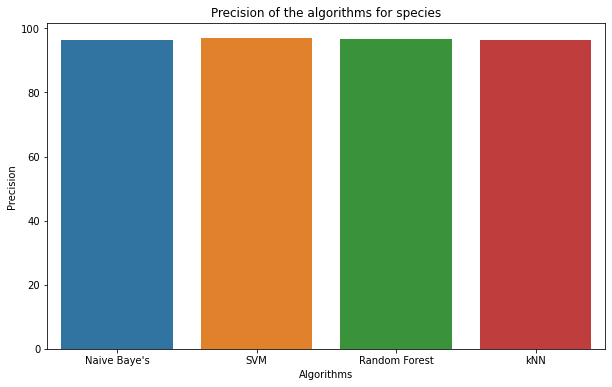 Precision of the algorithms for species
100
80
60
40
20
0
Precision
Naive Baye's SVM Random Forest kNN
Algorithms